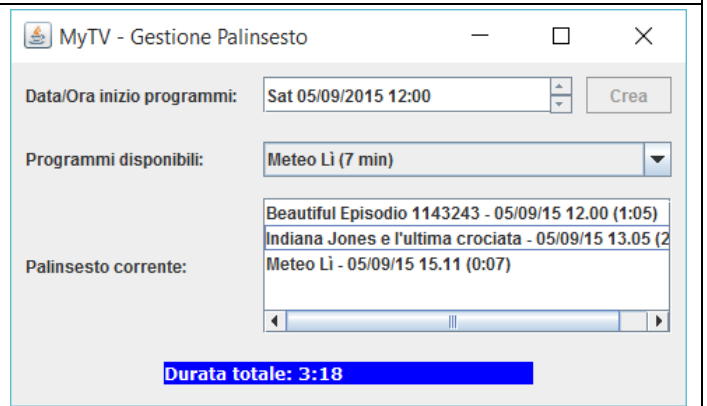 MyTV - Gestione Palinsesto
Data/Ora inizio programmi: Sat 05/09/2015 12:00 Crea
Programmi disponibili: Meteo Lì (7 min)
Beautiful Episodio 1143243 - 05/09/15 12.00 (1:05)
Indiana Jones e l'ultima crociata - 05/09/15 13.05 (2
Palinsesto corrente: Meteo Lì - 05/09/15 15.11 (0:07)
Durata totale: 3:18